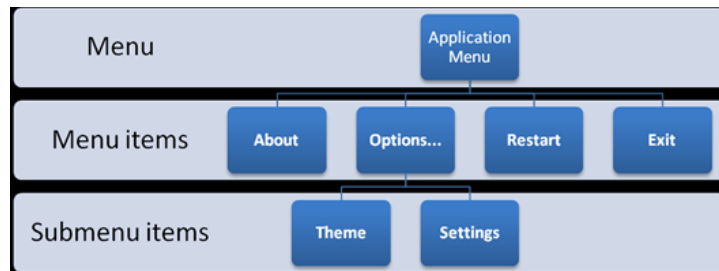 Menu
Application
Menu
Menu items
About
Options...
Restart
Exit
Submenu items
Theme
Settings